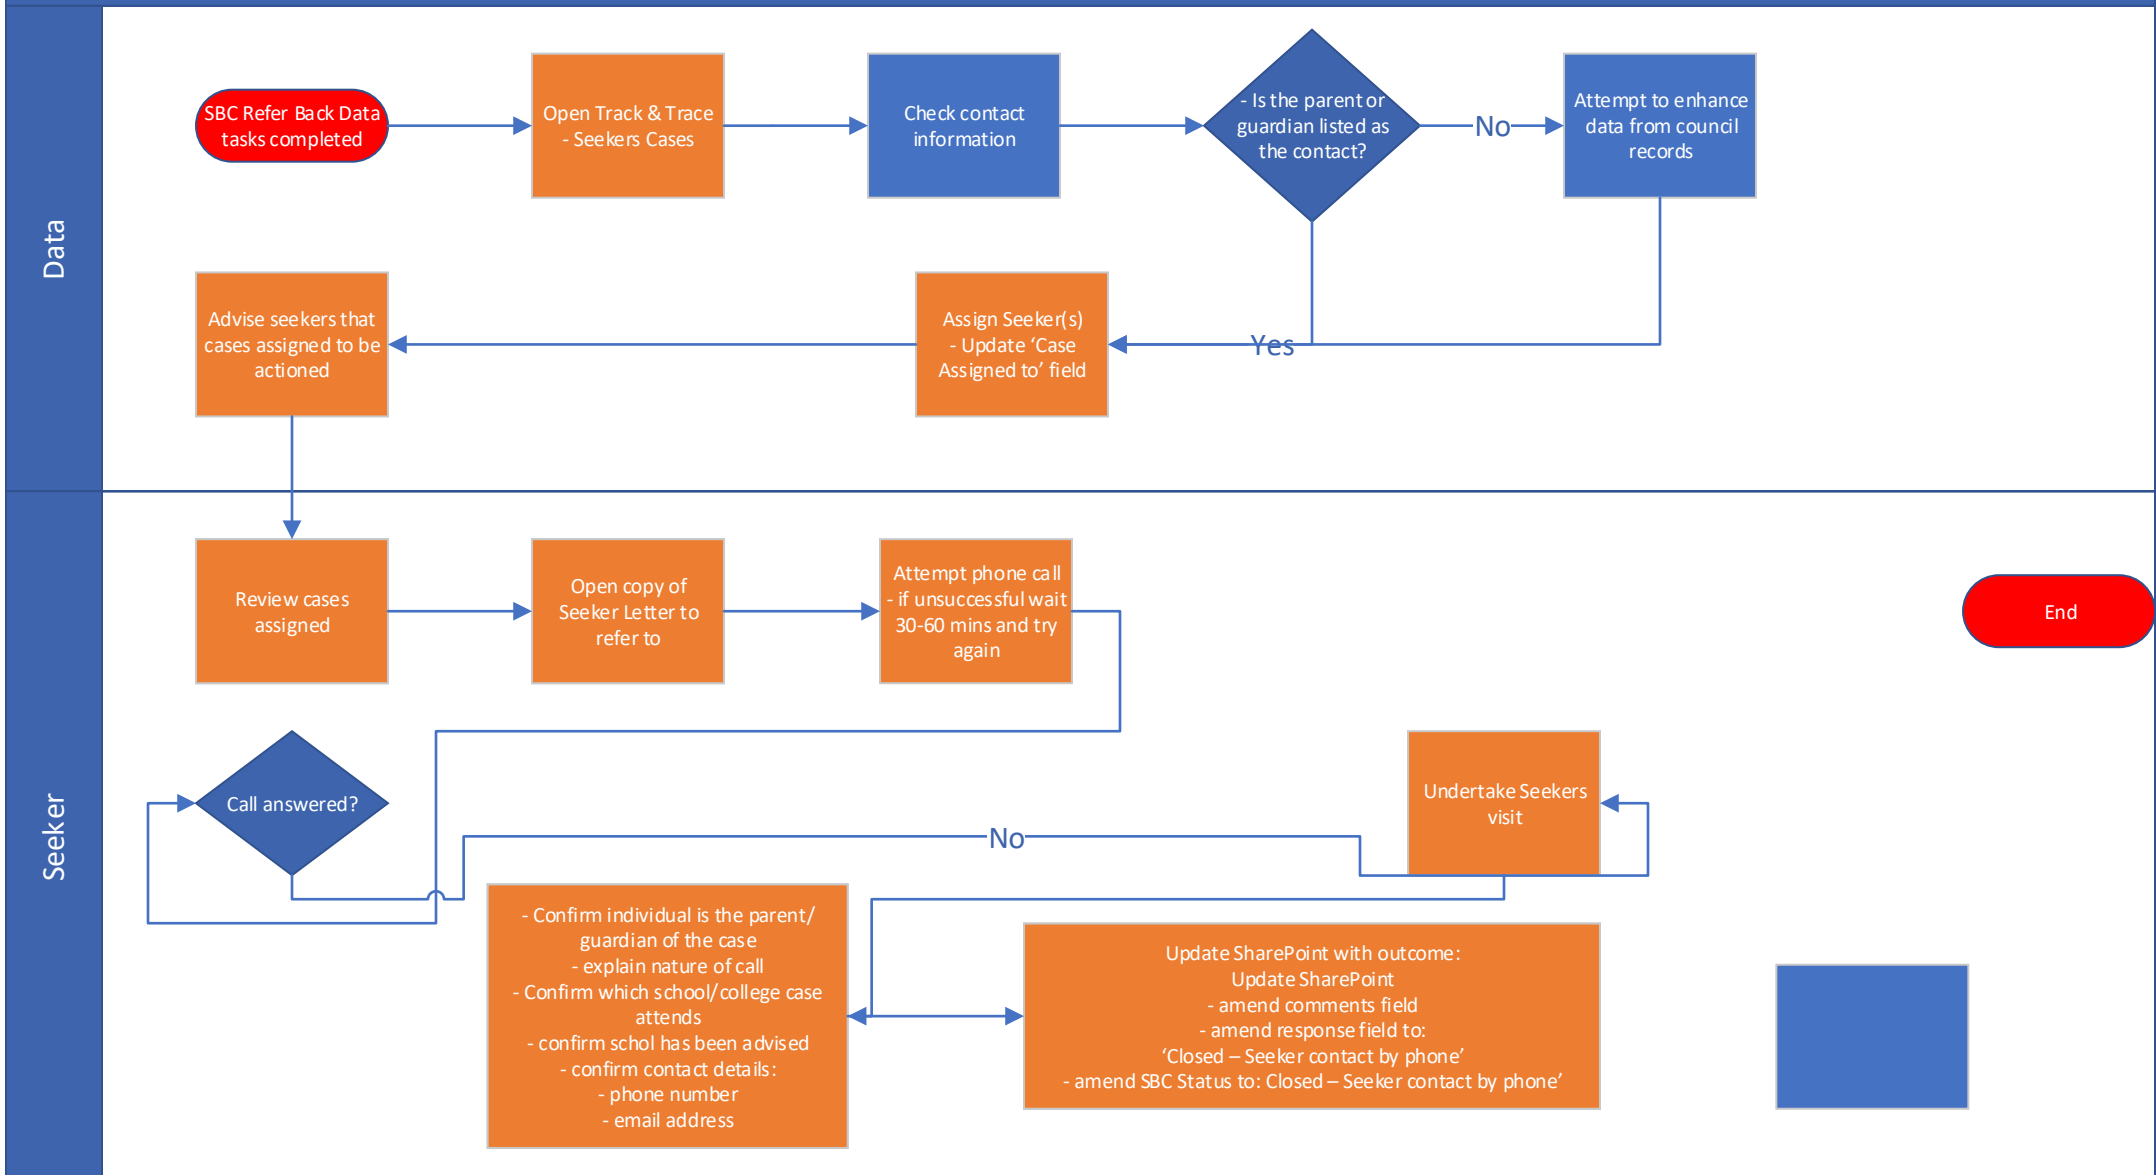 Data
SBC Refer Back Data
tasks completed
Open Track & Trace
- Seekers Cases
Check contact
information
- Is the parent or
guardian listed as
the contact?
No
Attempt to enhance
data from council
records
Advise seekers that
cases assigned to be
actioned
Assign Seeker(s)
- Update ‘Case
Assigned to’ field
Yes
Seeker
Review cases
assigned
Open copy of
Seeker Letter to
refer to
Attempt phone call
- if unsuccessful wait
30-60 mins and try
again
End
Call answered?
No
Undertake Seekers
visit
- Confirm individual is the parent/
guardian of the case
- explain nature of call
- Confirm which school/college case
attends
- confirm schol has been advised
- confirm contact details:
- phone number
- email address
Update SharePoint with outcome:
Update SharePoint
- amend comments field
- amend response field to:
‘Closed – Seeker contact by phone’
- amend SBC Status to: Closed – Seeker contact by phone’